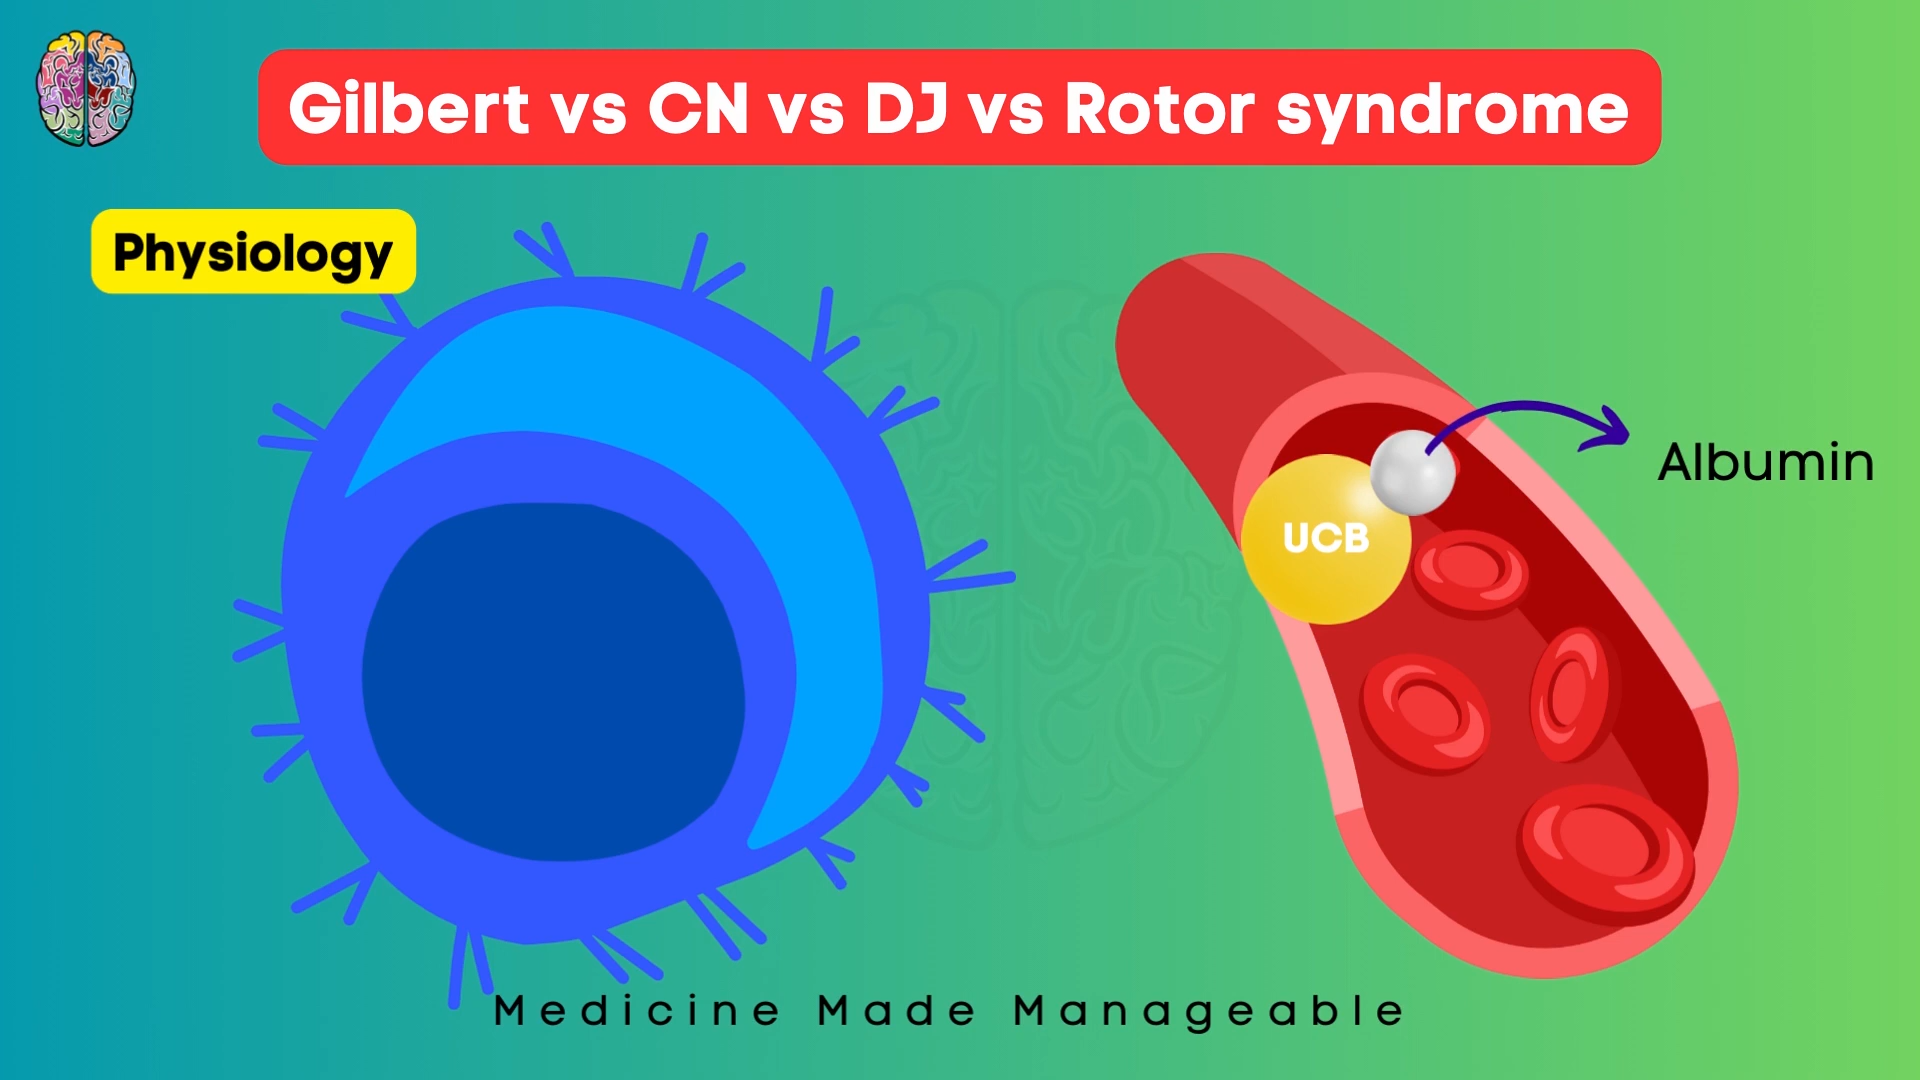 Gilbert vs CN vs DJ vs Rotor syndrome
Physiology
Albumin
UCB
Medicine Made Manageable